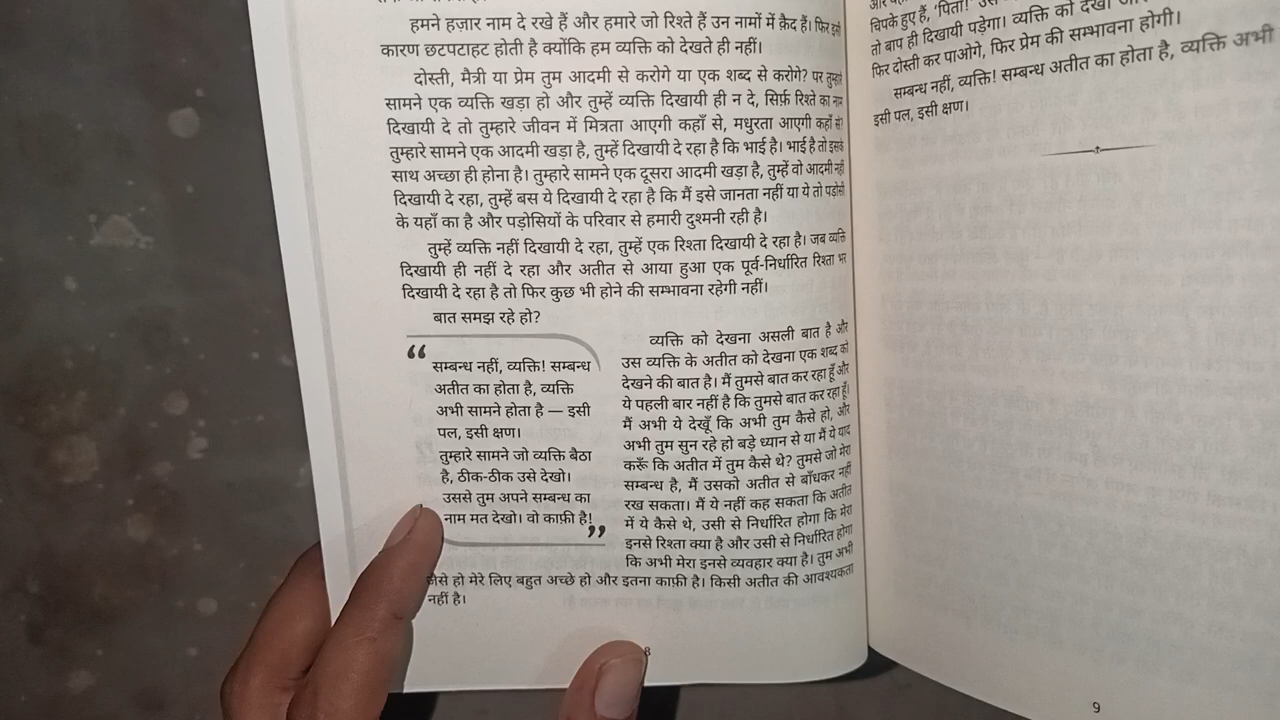 हमने हज़ार नाम दे रखे हैं और हमारे जो रिश्ते हैं उन नामों में क़ैद हैं। फिर इसी
कारण छटपटाहट होती है क्योंकि हम व्यक्ति को देखते ही नहीं।
दोस्ती, मैत्री या प्रेम तुम आदमी से करोगे या एक शब्द से करोगे? पर तुम्हारे
सामने एक व्यक्ति खड़ा हो और तुम्हें व्यक्ति दिखायी ही न दे, सिर्फ़ रिश्ते का नाम
दिखायी दे तो तुम्हारे जीवन में मित्रता आएगी कहाँ से, मधुरता आएगी कहाँ से?
तुम्हारे सामने एक आदमी खड़ा है, तुम्हें दिखायी दे रहा है कि भाई है। भाई है तो इसके
साथ अच्छा ही होना है। तुम्हारे सामने एक दूसरा आदमी खड़ा है, तुम्हें वो आदमी नहीं
दिखायी दे रहा, तुम्हें बस ये दिखायी दे रहा है कि मैं इसे जानता नहीं या ये तो पडोसी
के यहाँ का है और पड़ोसियों के परिवार से हमारी दुश्मनी रही है।
तुम्हें व्यक्ति नहीं दिखायी दे रहा, तुम्हें एक रिश्ता दिखायी दे रहा है। जब व्यक्ति
दिखायी ही नहीं दे रहा और अतीत से आया हुआ एक पूर्व-निर्धारित रिश्ता भर
दिखायी दे रहा है तो फिर कुछ भी होने की सम्भावना रहेगी नहीं।
बात समझ रहे हो?
“
सम्बन्ध नहीं, व्यक्ति! सम्बन्ध
अतीत का होता है, व्यक्ति
अभी सामने होता है — इसी
पल, इसी क्षण।
तुम्हारे सामने जो व्यक्ति बैठा
है, ठीक-ठीक उसे देखो।
उससे तुम अपने सम्बन्ध का
नाम मत देखो। वो काफ़ी है!
”
व्यक्ति को देखना असली बात है और
उस व्यक्ति के अतीत को देखना एक शब्द को
देखने की बात है। मैं तुमसे बात कर रहा हूँ और
ये पहली बार नहीं है कि तुमसे बात कर रहा हूँ।
मैं अभी ये देखूँ कि अभी तुम कैसे हो, और
अभी तुम सुन रहे हो बड़े ध्यान से या मैं ये याद
करूँ कि अतीत में तुम कैसे थे? तुमसे जो मेरा
सम्बन्ध है, मैं उसको अतीत से बाँधकर नहीं
रख सकता। मैं ये नहीं कह सकता कि अतीत
में ये कैसे थे, उसी से निर्धारित होगा कि मेरा
इनसे रिश्ता क्या है और उसी से निर्धारित होगा
कि अभी मेरा इनसे व्यवहार क्या है। तुम अभी
जैसे हो मेरे लिए बहुत अच्छे हो और इतना काफ़ी है। किसी अतीत की आवश्यकता
नहीं है।
8
चिपके हुए हैं, ‘पिता!’
तो बाप ही दिखायी पड़ेगा। व्यक्ति को देखो
फिर दोस्ती कर पाओगे, फिर प्रेम की सम्भावना होगी।
सम्बन्ध नहीं, व्यक्ति! सम्बन्ध अतीत का होता है, व्यक्ति अभी
इसी पल, इसी क्षण।
9